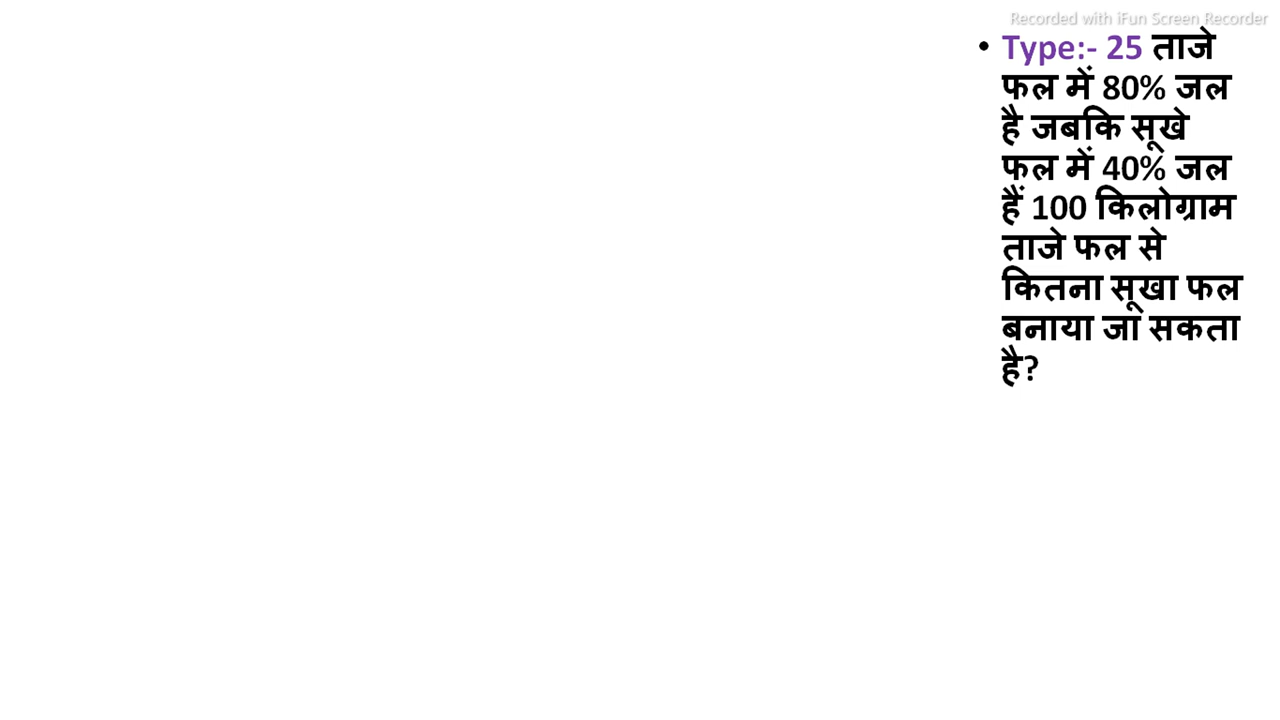 Recorded with iFun Screen Recorder
• Type:- 25 ताजे
फल में 80% जल
है जबकि सूखे
फल में 40% जल
हैं 100 किलोग्राम
ताजे फल से
कितना सूखा फल
बनाया जा सकता
है?